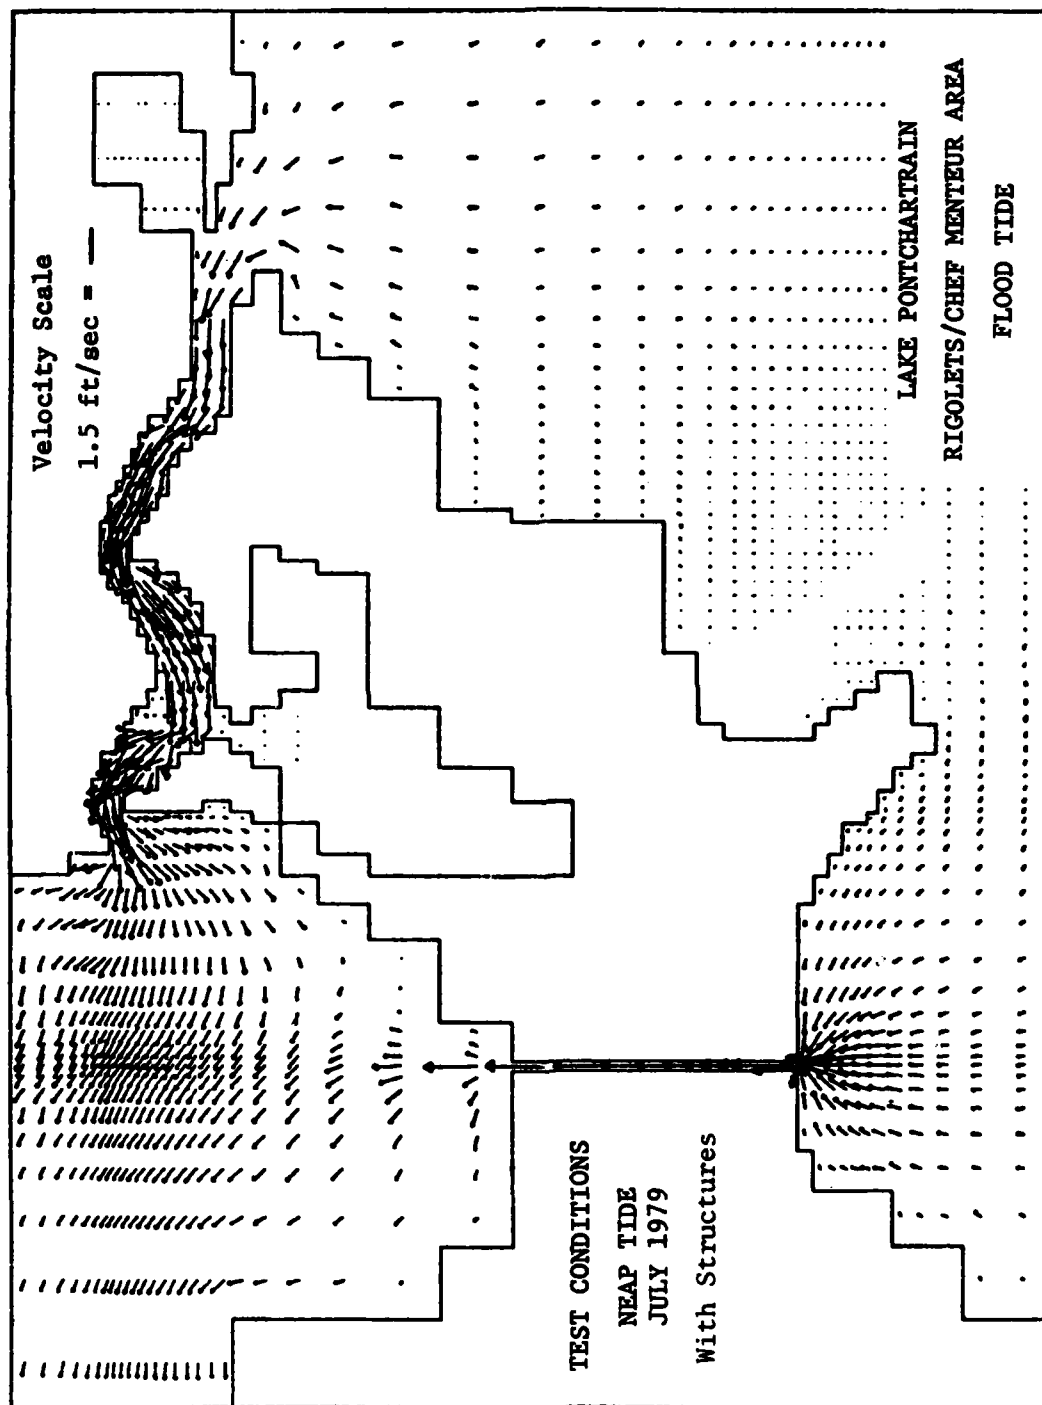 Velocity Scale
1.5 ft/sec =
TEST CONDITIONS
NEAP TIDE
JULY 1979
With Structures
LAKE PONTCHARTRAIN
RIGOLETS/CHEF MENTEUR AREA
FLOOD TIDE